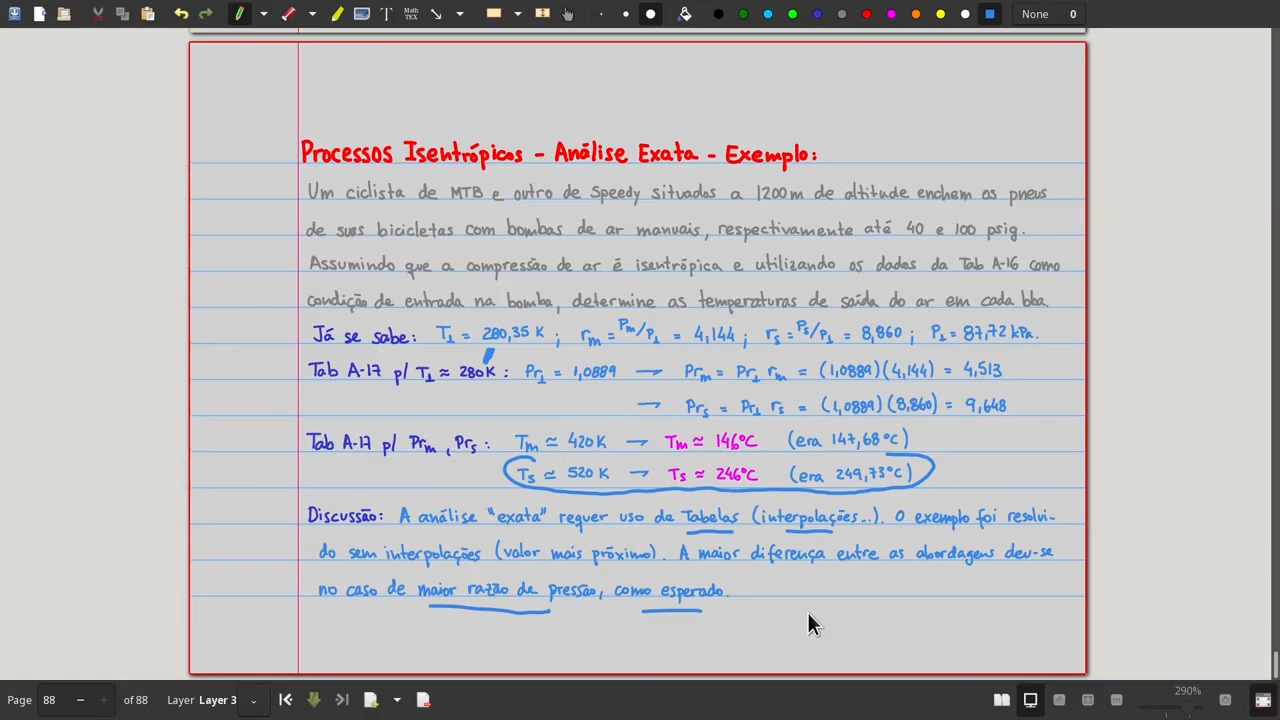 T Math TEX None 0
Processos Isentrópicos - Análise Exata - Exemplo:
Um ciclista de MTB e outro de Speedy situados a 1200m de altitude enchem os pneus
de suas bicicletas com bombas de ar manuais, respectivamente até 40 e 100 psig.
Assumindo que a compressão de ar é isentrópica e utilizando os dados da Tab A-16 como
condição de entrada na bomba, determine as temperaturas de saída do ar em cada bba.
Já se sabe: T₁ = 280,35 K ; rm = Pm/P₁ = 4,144 ; rs = Ps/P₁ = 8,860 ; P₁ = 87,72 kPa.
Tab A-17 p/ T₁ ≈ 280K : Pr₁ = 1,0889 → Prm = Pr₁ rm = (1,0889)(4,144) = 4,513
→ Prs = Pr₁ rs = (1,0889)(8,860) = 9,648
Tab A-17 p/ Prm , Prs : Tm ≃ 420K → Tm ≃ 146°C (era 147,68°C)
Ts ≃ 520 K → Ts ≃ 246°C (era 249,73°C)
Discussão: A análise "exata" requer uso de Tabelas (interpolações...). O exemplo foi resolvi-
do sem interpolações (valor mais próximo). A maior diferença entre as abordagens deu-se
no caso de maior razão de pressão, como esperado.
Page 88 − + of 88 Layer Layer 3 290%